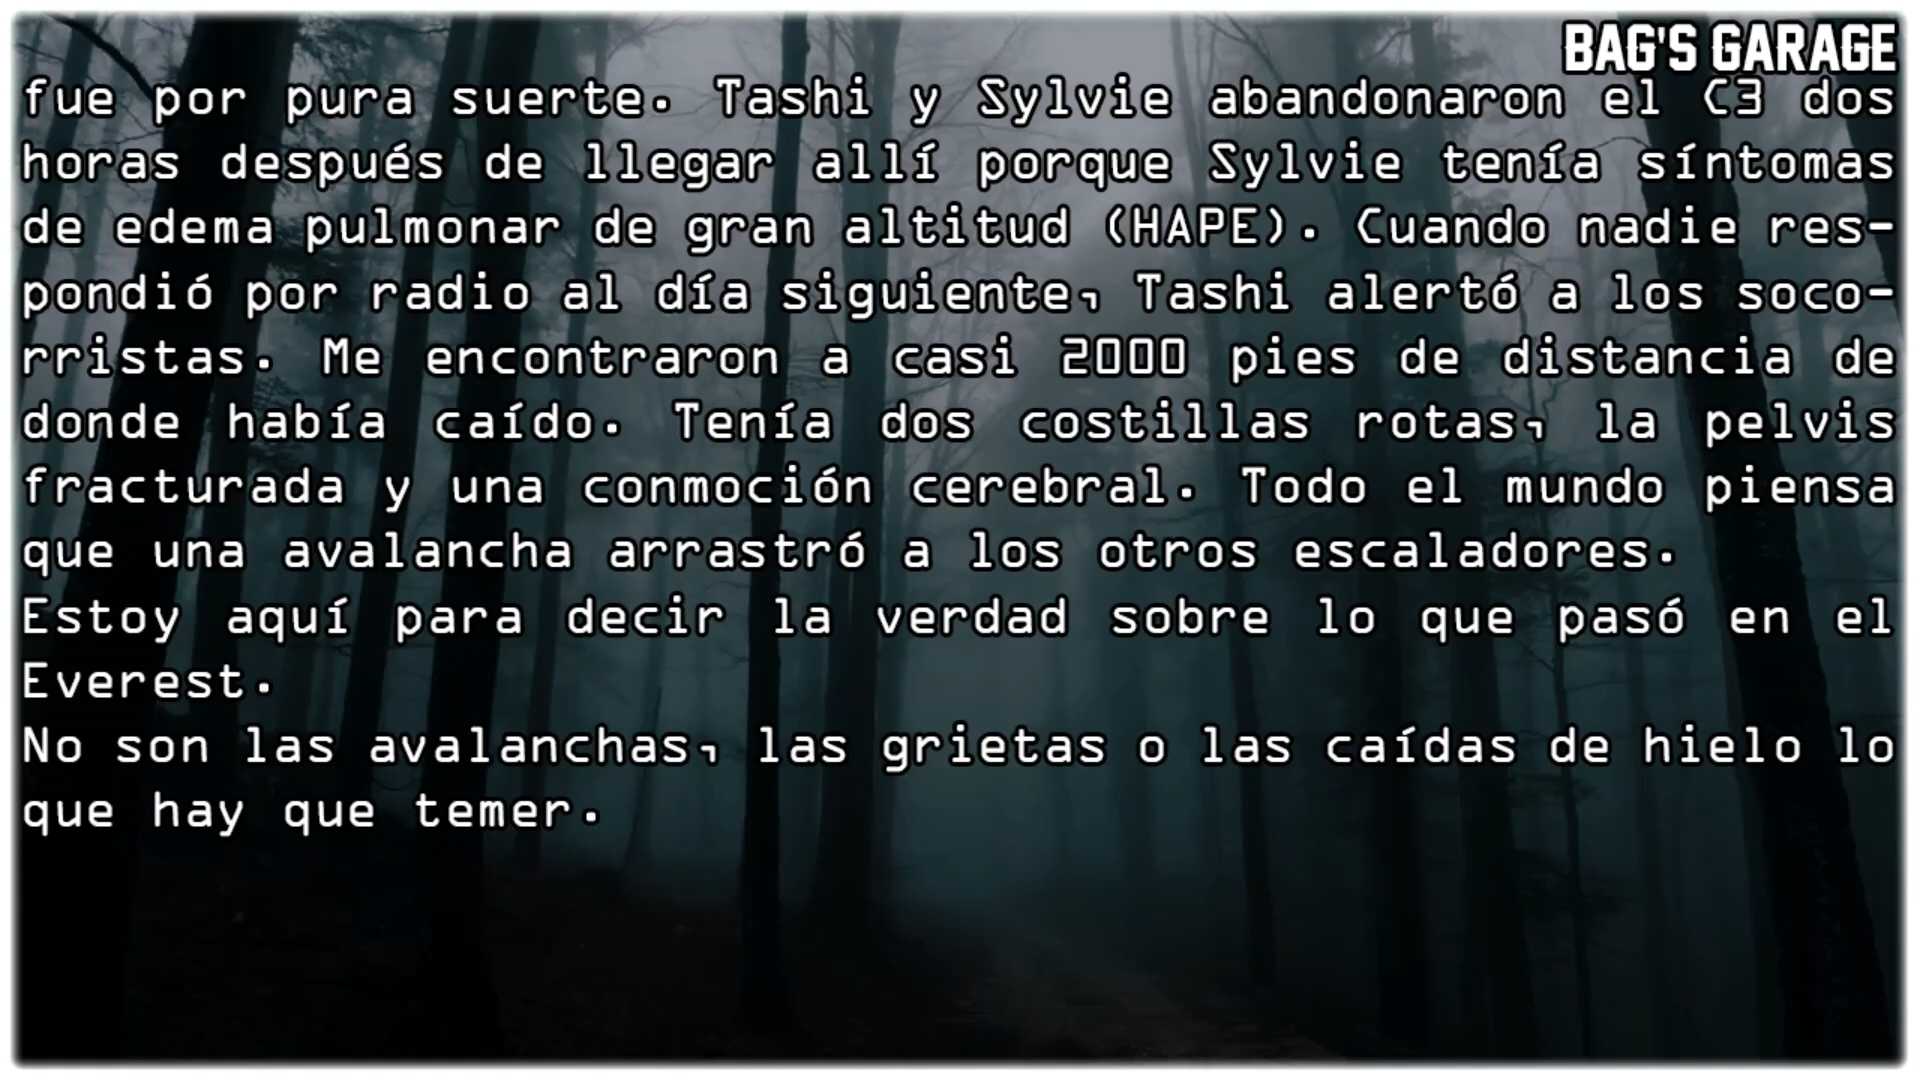 BAG'S GARAGE
fue por pura suerte. Tashi y Sylvie abandonaron el C3 dos
horas después de llegar allí porque Sylvie tenía síntomas
de edema pulmonar de gran altitud (HAPE). Cuando nadie res-
pondió por radio al día siguiente, Tashi alertó a los soco-
rristas. Me encontraron a casi 2000 pies de distancia de
donde había caído. Tenía dos costillas rotas, la pelvis
fracturada y una conmoción cerebral. Todo el mundo piensa
que una avalancha arrastró a los otros escaladores.
Estoy aquí para decir la verdad sobre lo que pasó en el
Everest.
No son las avalanchas, las grietas o las caídas de hielo lo
que hay que temer.